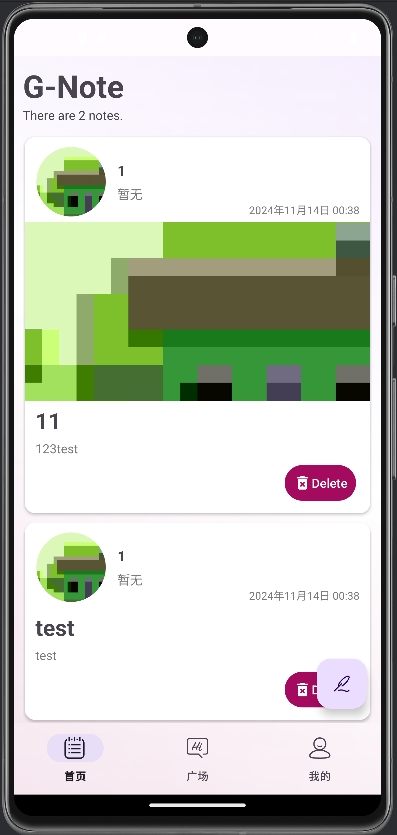 G-Note
There are 2 notes.
1
暂无
2024年11月14日 00:38
11
123test
Delete
1
暂无
2024年11月14日 00:38
test
test
D
Hi
首页
广场
我的